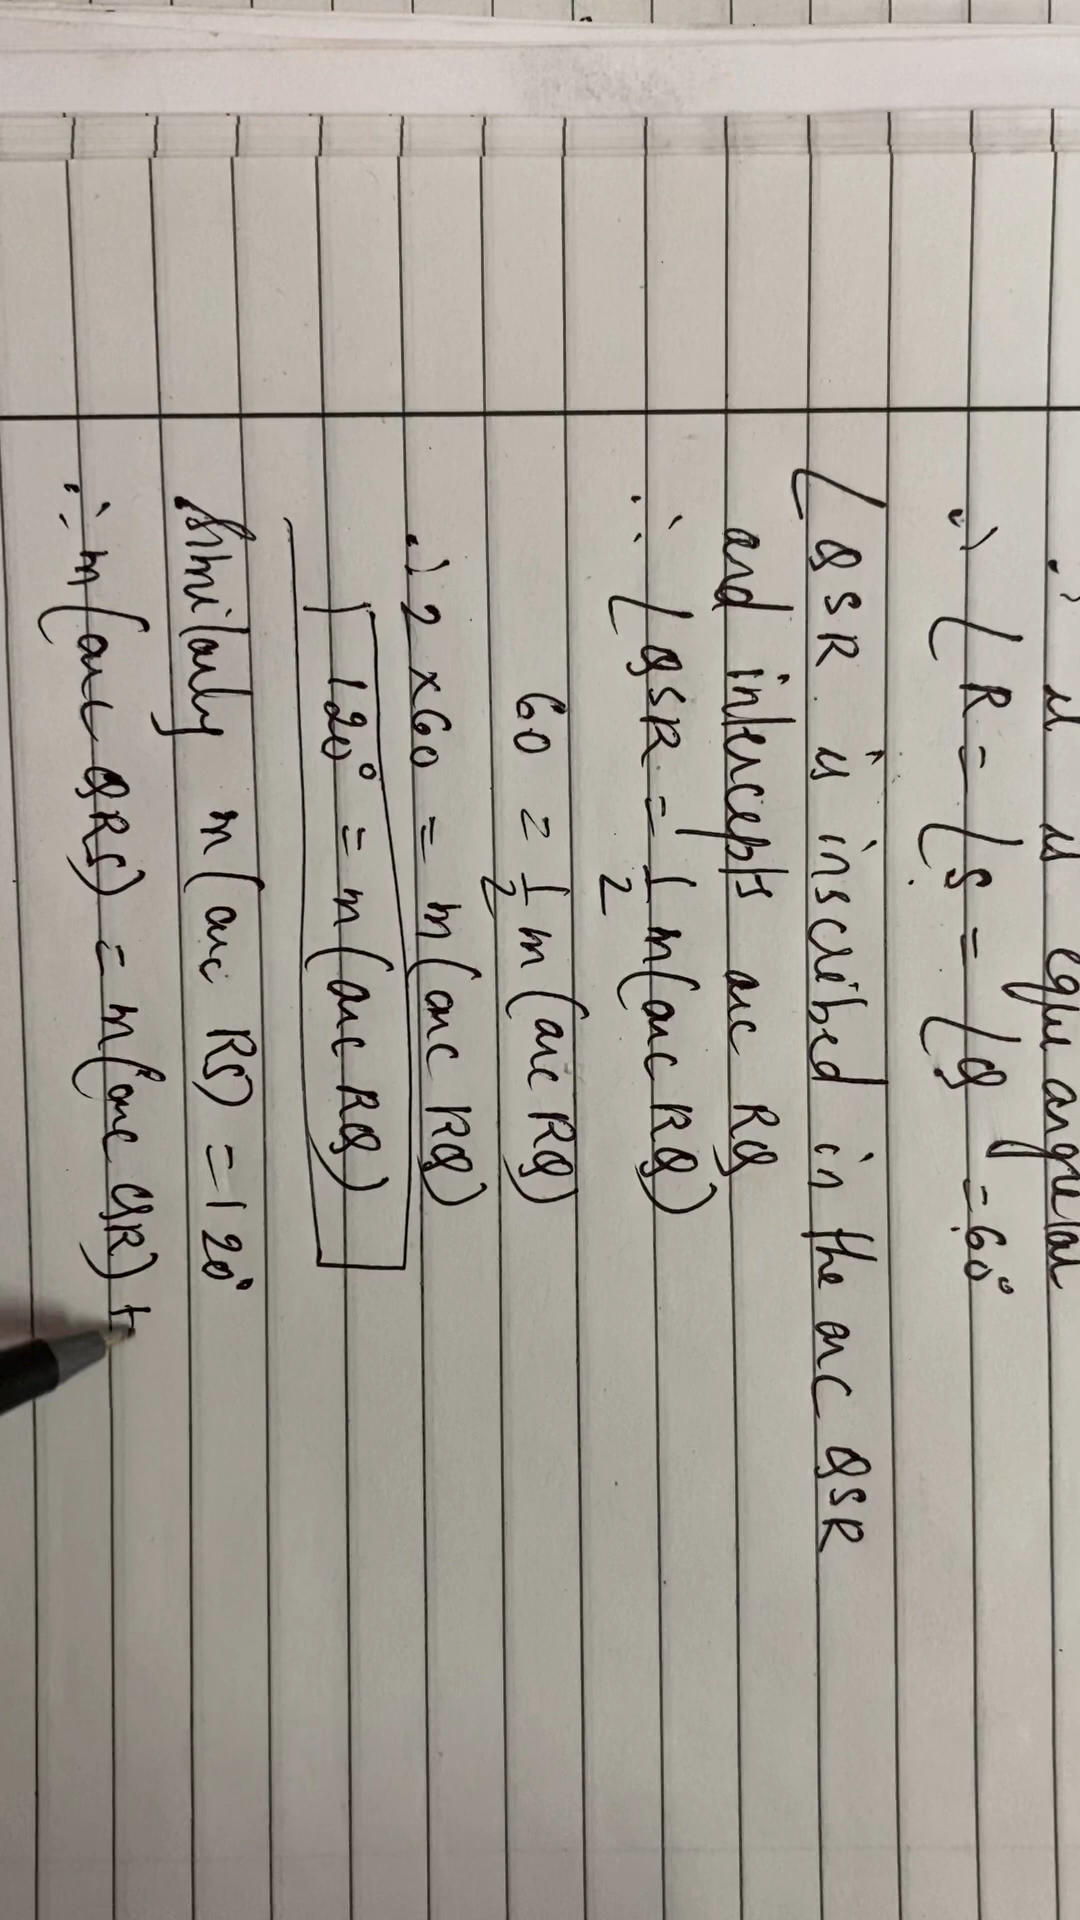 ∴ it is equiangular
∴ ∠R = ∠S = ∠Q = 60°
∠QSR is inscribed in the arc QSR
and intercepts arc RQ
∴ ∠QSR = 1/2 m(arc RQ)
60 = 1/2 m(arc RQ)
∴ 2 × 60 = m(arc RQ)
120° = m(arc RQ)
Similarly m(arc RS) = 120°
∴ m(arc QRS) = m(arc QR) +